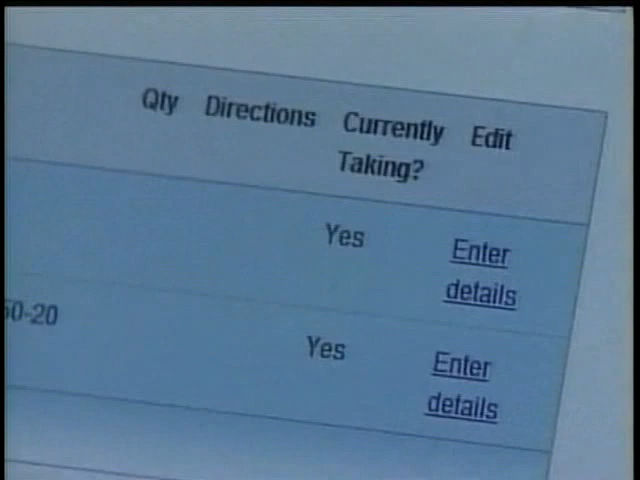 Qty Directions Currently Edit
Taking?
Yes Enter
details
50-20 Yes Enter
details